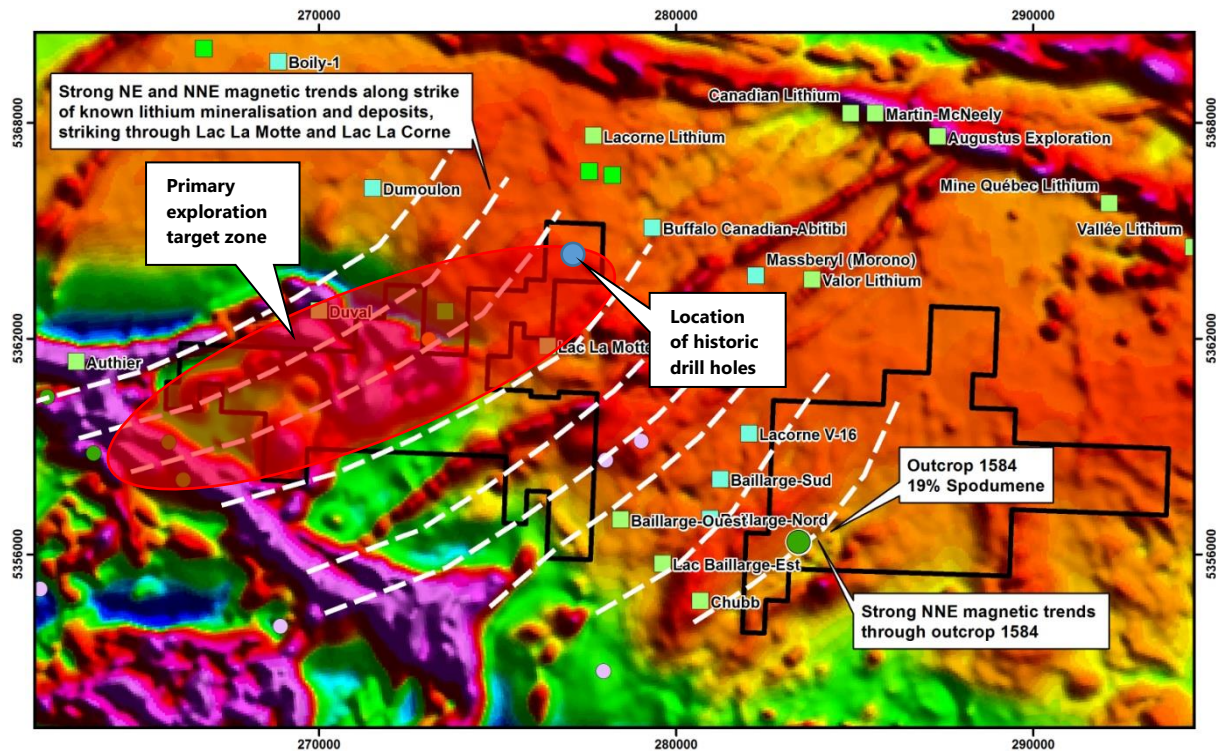 270000
280000
290000
Boily-1
Strong NE and NNE magnetic trends along strike
of known lithium mineralisation and deposits,
striking through Lac La Motte and Lac La Corne
Canadian Lithium
Martin-McNeely
Augustus Exploration
Lacorne Lithium
5368000
5368000
Primary
exploration
target zone
Dumoulon
Mine Québec Lithium
Buffalo Canadian-Abitibi
Vallée Lithium
Massberyl (Morono)
Valor Lithium
Location
of historic
drill holes
Duval
Lac La Motte
Authier
5362000
5362000
Lacorne V-16
Outcrop 1584
19% Spodumene
Baillarge-Sud
Baillarge-Ouest
large-Nord
5356000
5356000
Lac Baillarge-Est
Chubb
Strong NNE magnetic trends
through outcrop 1584
270000
280000
290000